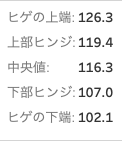 ヒゲの上端: 126.3
上部ヒンジ: 119.4
中央値: 116.3
下部ヒンジ: 107.0
ヒゲの下端: 102.1